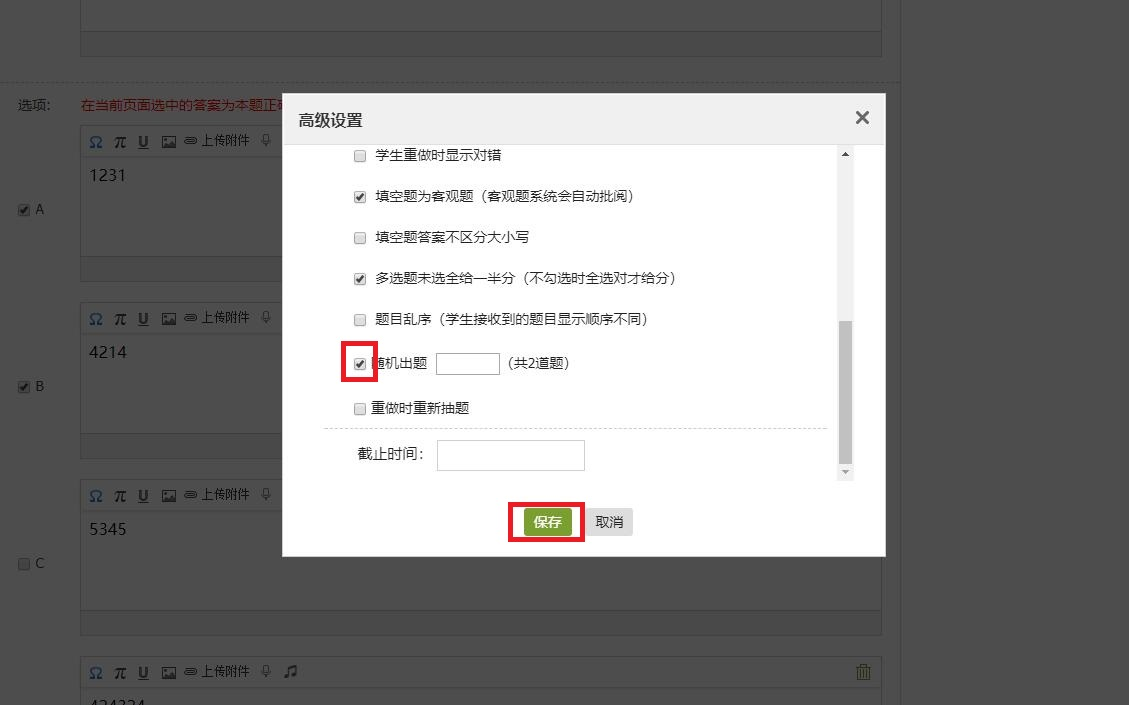 选项:
在当前页面选中的答案为本题正
高级设置
Ω π U 上传附件
学生重做时显示对错
1231
填空题为客观题（客观题系统会自动批阅）
A
填空题答案不区分大小写
多选题未选全给一半分（不勾选时全选对才给分）
Ω π U 上传附件
题目乱序（学生接收到的题目显示顺序不同）
4214
随机出题 （共2道题）
B
重做时重新抽题
截止时间：
Ω π U 上传附件
保存 取消
5345
C
Ω π U 上传附件